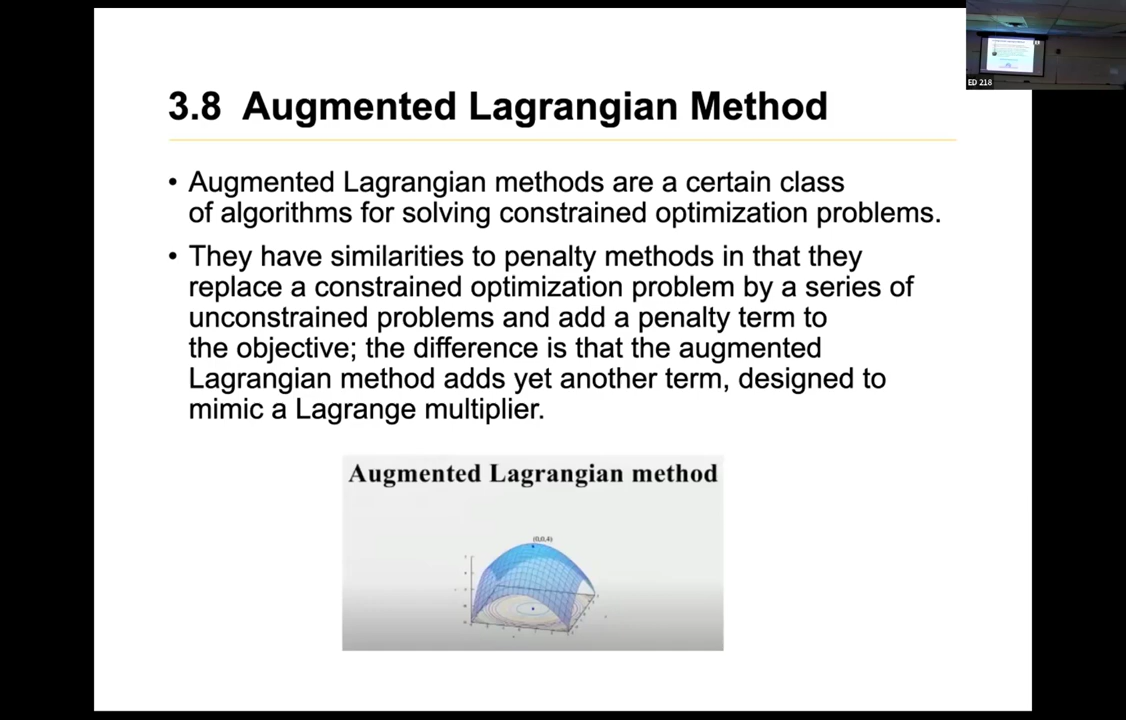 3.8 Augmented Lagrangian Method
• Augmented Lagrangian methods are a certain class
of algorithms for solving constrained optimization problems.
• They have similarities to penalty methods in that they
replace a constrained optimization problem by a series of
unconstrained problems and add a penalty term to
the objective; the difference is that the augmented
Lagrangian method adds yet another term, designed to
mimic a Lagrange multiplier.
Augmented Lagrangian method
(0,0,4)
ED 218